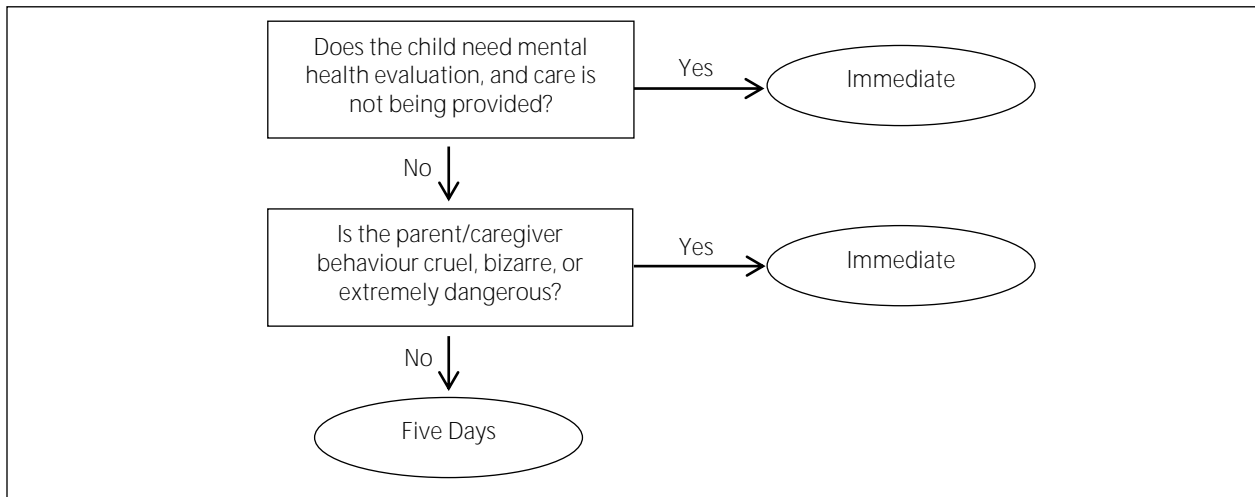 Does the child need mental
health evaluation, and care is
not being provided?
Yes
Immediate
No
Is the parent/caregiver
behaviour cruel, bizarre, or
extremely dangerous?
Yes
Immediate
No
Five Days